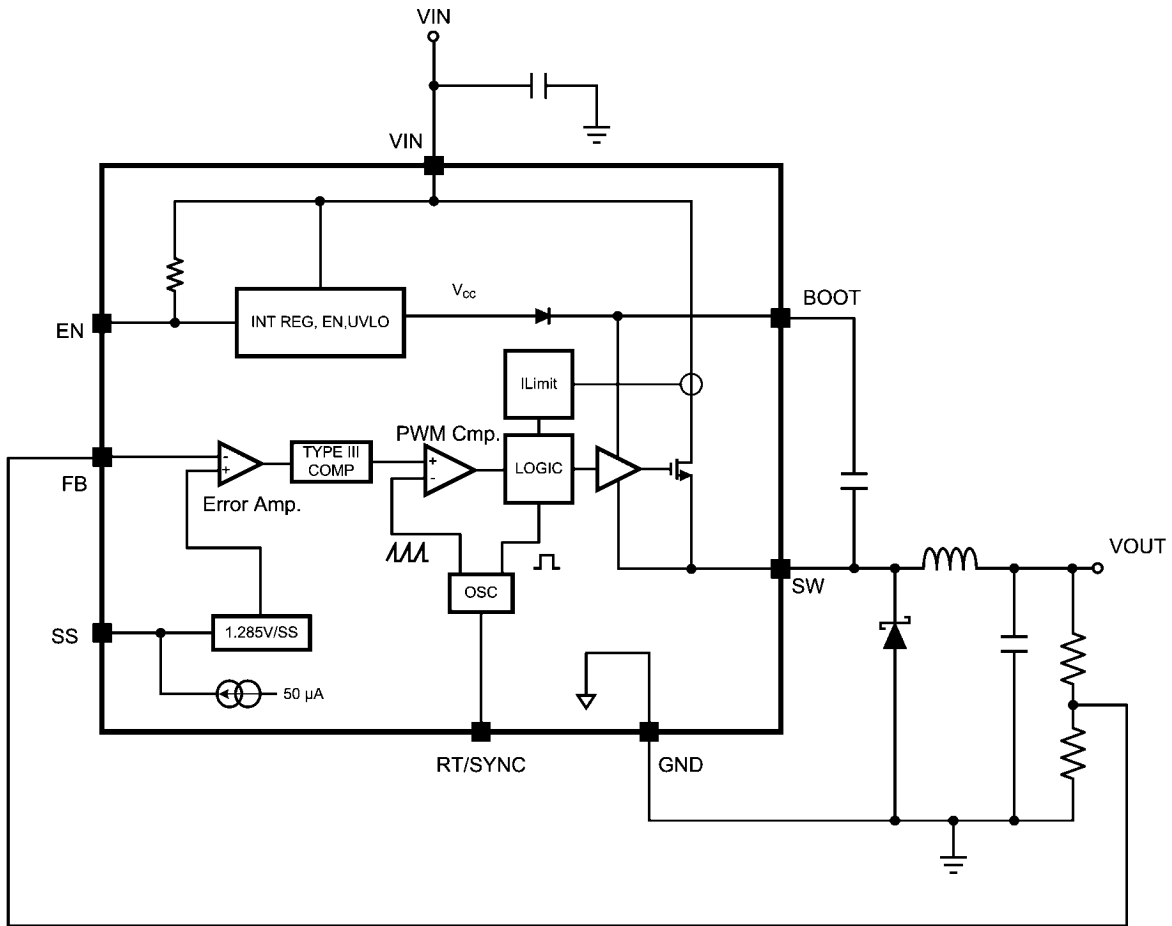 VIN
VIN
V_CC
BOOT
EN
INT REG, EN,UVLO
ILimit
PWM Cmp.
FB
-
+
TYPE III
COMP
+
-
LOGIC
Error Amp.
VOUT
OSC
SW
SS
1.285V/SS
50 µA
RT/SYNC
GND